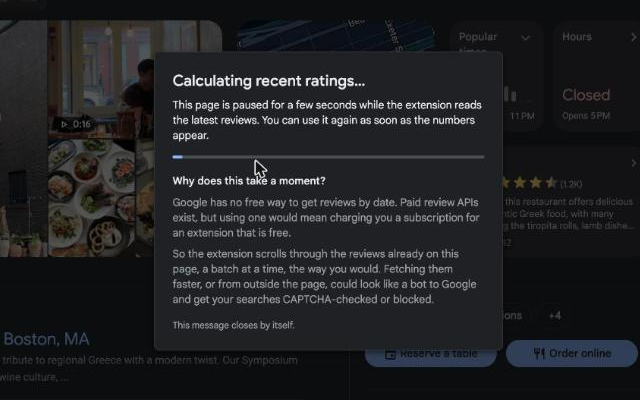 Popular
times
Hours
Exeter S
Calculating recent ratings...
This page is paused for a few seconds while the extension reads
the latest reviews. You can use it again as soon as the numbers
appear.
Closed
0:16
11 PM
Opens 5 PM
Why does this take a moment?
(1.2K)
Google has no free way to get reviews by date. Paid review APIs
exist, but using one would mean charging you a subscription for
an extension that is free.
this restaurant offers delicious
ntic Greek food, with many
ng the tiropita rolls, lamb dishe...
So the extension scrolls through the reviews already on this
page, a batch at a time, the way you would. Fetching them
faster, or from outside the page, could look like a bot to Google
and get your searches CAPTCHA-checked or blocked.
This message closes by itself.
+4
Boston, MA
Reserve a table
Order online
tribute to regional Greece with a modern twist. Our Symposium
wine culture, ...